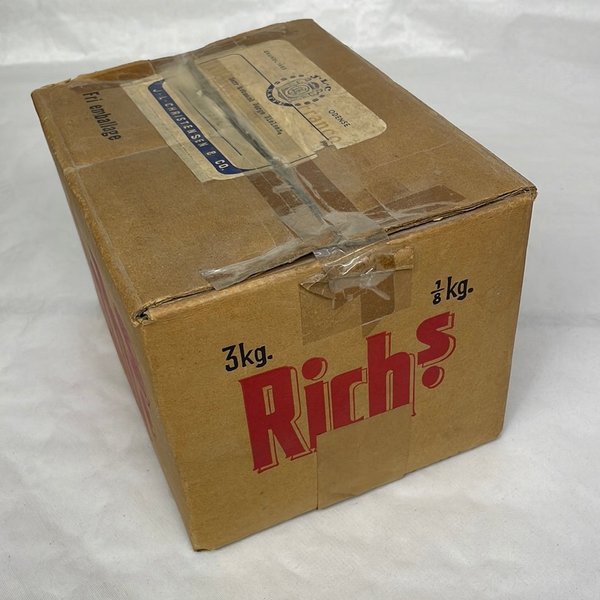 Fri emballage
J. L. CHRISTENSEN & CO.
ODENSE
3kg.
1/8 kg.
Richs